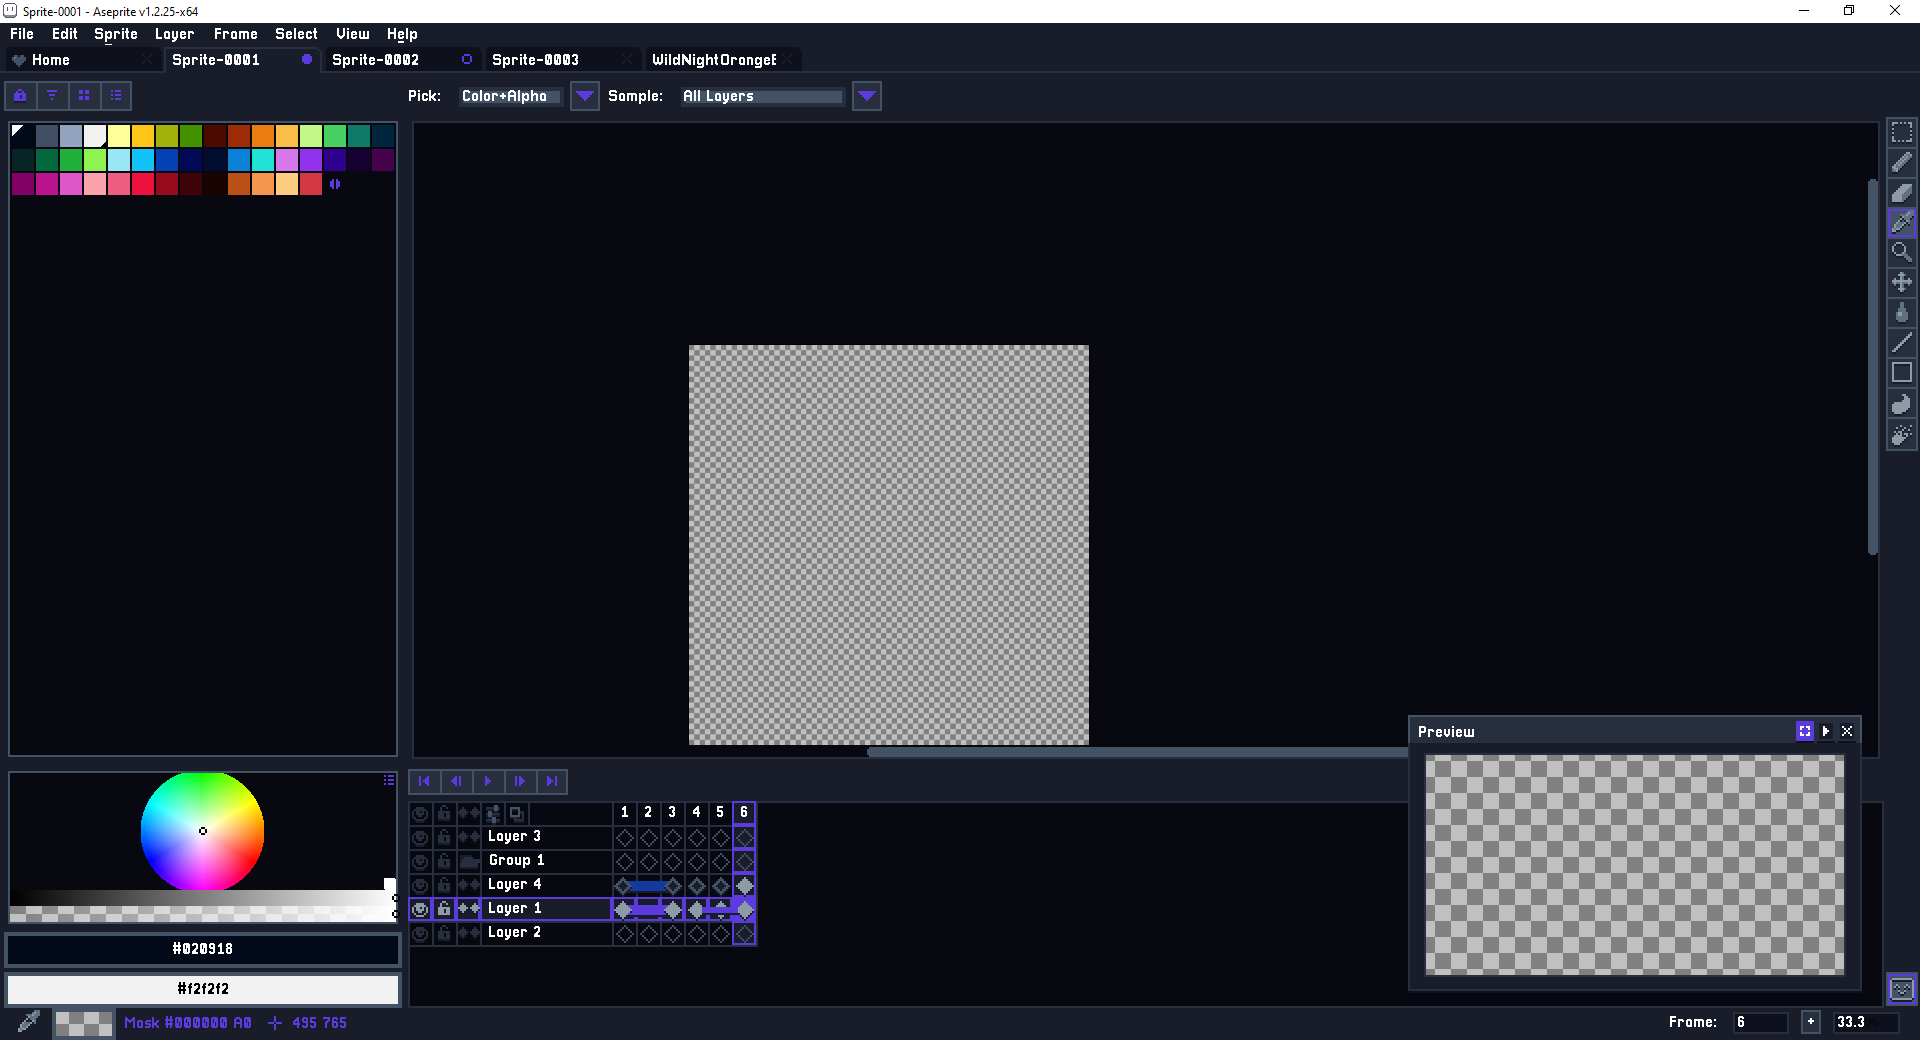 Sprite-0001 - Aseprite v1.2.25-x64
File Edit Sprite Layer Frame Select View Help
Home Sprite-0001 Sprite-0002 Sprite-0003 WildNightOrangeE
Pick: Color+Alpha Sample: All Layers
Preview
1 2 3 4 5 6
Layer 3
Group 1
Layer 4
Layer 1
Layer 2
#020918
#f2f2f2
Mask #000000 A0 495 765 Frame: 6 + 33.3